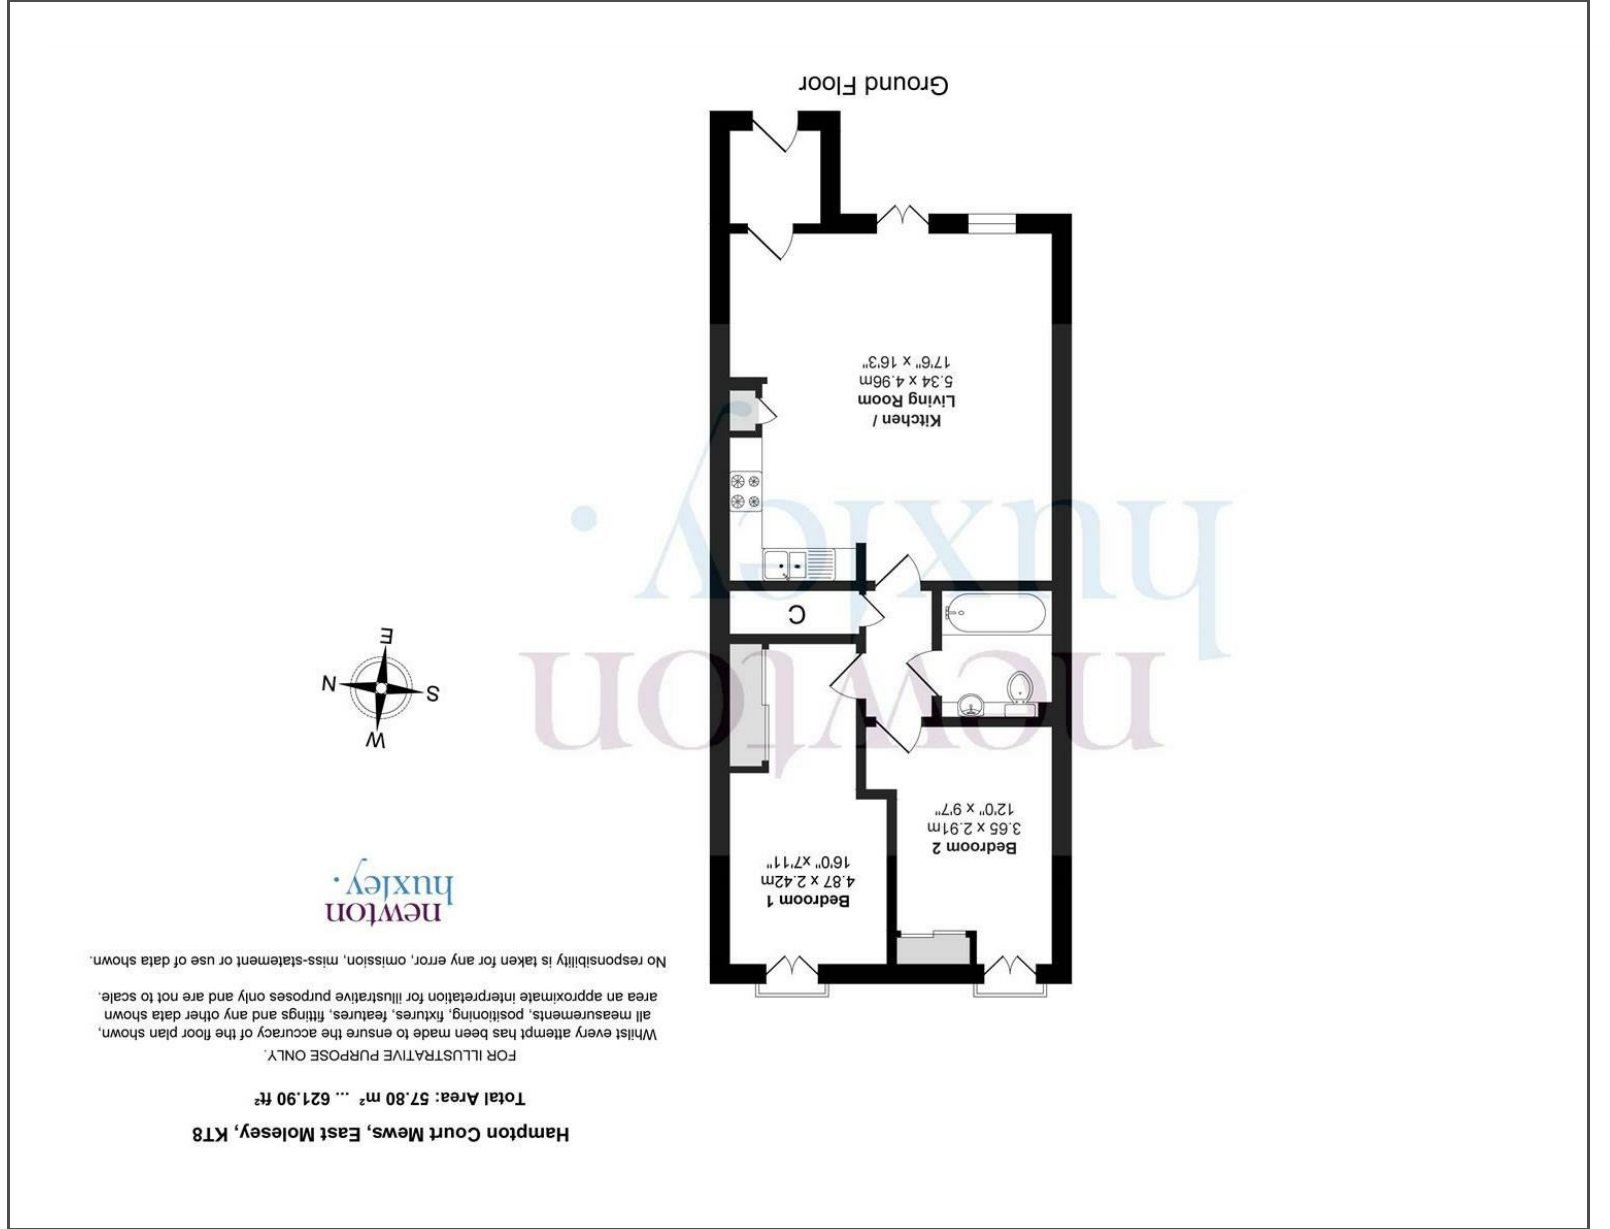 Hampton Court Mews, East Molesey, KT8
Total Area: 57.80 m² ... 621.90 ft²
FOR ILLUSTRATIVE PURPOSE ONLY.
Whilst every attempt has been made to ensure the accuracy of the floor plan shown,
all measurements, positioning, fixtures, features, fittings and any other data shown
area an approximate interpretation for illustrative purposes only and are not to scale.
No responsibility is taken for any error, omission, miss-statement or use of data shown.
newton
huxley.
W
S
N
E
Bedroom 1
4.87 x 2.42m
16'0" x7'11"
Bedroom 2
3.65 x 2.91m
12'0" x 9'7"
C
Kitchen /
Living Room
5.34 x 4.96m
17'6" x 16'3"
Ground Floor
newton
huxley.